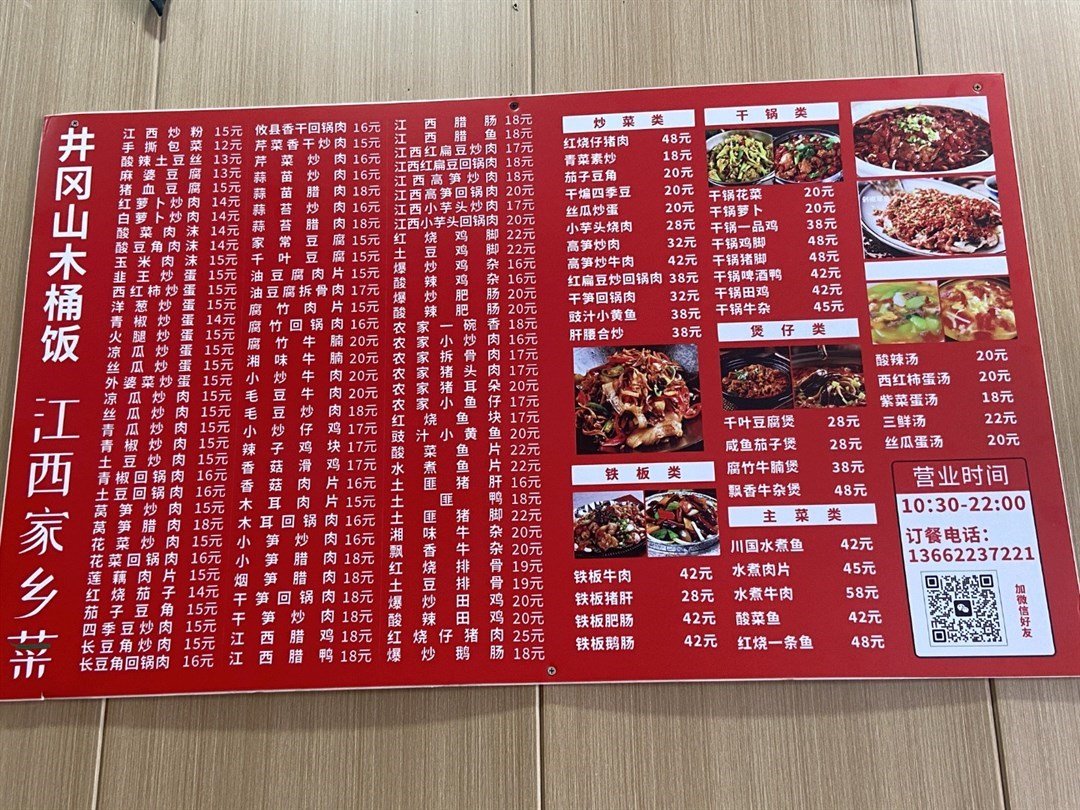 井冈山木桶饭
江西家乡菜
江西炒粉 15元
手撕包菜 12元
酸辣土豆丝 13元
麻婆豆腐 13元
猪血豆腐 15元
红萝卜炒肉 14元
白萝卜炒肉 14元
酸菜肉沫 14元
酸豆角肉沫 14元
玉米肉沫 15元
韭王炒蛋 15元
西红柿炒蛋 15元
洋葱炒蛋 15元
青椒炒蛋 14元
火腿炒蛋 15元
凉瓜炒蛋 15元
丝瓜炒蛋 15元
外婆菜炒蛋 15元
凉瓜炒肉 15元
丝瓜炒肉 15元
青瓜炒肉 15元
青椒炒肉 15元
土豆炒肉 15元
青椒回锅肉 16元
土豆回锅肉 16元
莴笋炒肉 15元
莴笋腊肉 18元
花菜炒肉 15元
花菜回锅肉 16元
莲藕肉片 15元
红烧茄子 14元
茄子豆角 15元
四季豆炒肉 15元
长豆角炒肉 15元
长豆角回锅肉 16元
攸县香干回锅肉 16元
芹菜香干炒肉 15元
芹菜炒肉 16元
蒜苗炒肉 16元
蒜苗腊肉 18元
蒜苔炒肉 16元
蒜苔腊肉 18元
家常豆腐 15元
千叶豆腐 15元
油豆腐肉片 15元
油豆腐拆骨肉 17元
腐竹肉片 15元
腐竹回锅肉 16元
腐竹牛腩 20元
湘味牛腩 20元
小炒牛肉 20元
毛豆牛肉 20元
毛豆炒肉 18元
小炒仔鸡 17元
辣子鸡块 17元
香菇滑鸡 17元
香菇肉片 16元
木耳肉片 15元
木耳回锅肉 16元
小笋炒肉 16元
小笋腊肉 18元
烟笋腊肉 18元
干笋回锅肉 18元
干笋炒肉 18元
江西腊鸡 18元
江西腊鸭 18元
江西腊肠 18元
江西腊鱼 18元
江西红扁豆炒肉 17元
江西红扁豆回锅肉 18元
江西高笋炒肉 18元
江西高笋回锅肉 20元
江西小芋头炒肉 17元
江西小芋头回锅肉 20元
红烧鸡脚 22元
土豆鸡脚 22元
爆炒鸡杂 16元
酸辣鸡杂 16元
爆炒肥肠 20元
酸辣肥肠 20元
农家一碗香 18元
农家小炒肉 16元
农家拆骨肉 17元
农家猪头肉 17元
农家猪耳朵 20元
农家小鱼仔 17元
红烧鱼块 17元
豉汁小黄鱼 20元
酸菜鱼片 22元
水煮鱼片 22元
土匪猪肝 16元
土匪鸭 18元
土匪猪脚 22元
湘味牛杂 20元
飘香牛杂 20元
红烧排骨 19元
土豆排骨 19元
爆炒田鸡 20元
酸辣田鸡 20元
红烧仔猪肉 25元
爆炒鹅肠 18元
炒菜类
红烧仔猪肉 48元
青菜素炒 18元
茄子豆角 20元
干煸四季豆 20元
丝瓜炒蛋 20元
小芋头烧肉 28元
高笋炒肉 32元
高笋炒牛肉 42元
红扁豆炒回锅肉 38元
干笋回锅肉 32元
豉汁小黄鱼 38元
肝腰合炒 38元
铁板类
铁板牛肉 42元
铁板猪肝 28元
铁板肥肠 42元
铁板鹅肠 42元
干锅类
干锅花菜 20元
干锅萝卜 20元
干锅一品鸡 38元
干锅鸡脚 48元
干锅猪脚 48元
干锅啤酒鸭 42元
干锅田鸡 42元
干锅牛杂 45元
煲仔类
千叶豆腐煲 28元
咸鱼茄子煲 28元
腐竹牛腩煲 38元
飘香牛杂煲 48元
主菜类
川国水煮鱼 42元
水煮肉片 45元
水煮牛肉 58元
酸菜鱼 42元
红烧一条鱼 48元
酸辣汤 20元
西红柿蛋汤 20元
紫菜蛋汤 18元
三鲜汤 22元
丝瓜蛋汤 20元
营业时间
10:30-22:00
订餐电话:
13662237221
加微信好友